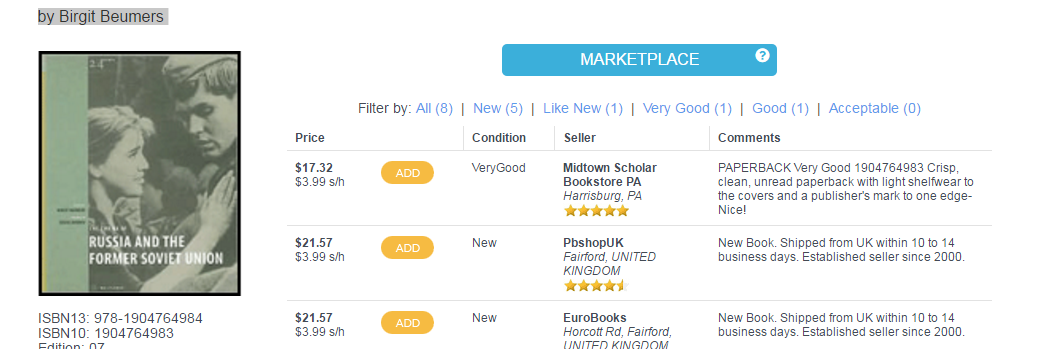 by Birgit Beumers
24
THE CINEMA OF
RUSSIA AND THE
FORMER SOVIET UNION
ISBN13: 978-1904764984
ISBN10: 1904764983
Edition: 07
MARKETPLACE ?
Filter by: All (8) | New (5) | Like New (1) | Very Good (1) | Good (1) | Acceptable (0)
Price Condition Seller Comments
$17.32 ADD VeryGood Midtown Scholar PAPERBACK Very Good 1904764983 Crisp,
$3.99 s/h Bookstore PA clean, unread paperback with light shelfwear to
Harrisburg, PA the covers and a publisher's mark to one edge-
Nice!
$21.57 ADD New PbshopUK New Book. Shipped from UK within 10 to 14
$3.99 s/h Fairford, UNITED business days. Established seller since 2000.
KINGDOM
$21.57 ADD New EuroBooks New Book. Shipped from UK within 10 to 14
$3.99 s/h Horcott Rd, Fairford, business days. Established seller since 2000.
UNITED KINGDOM